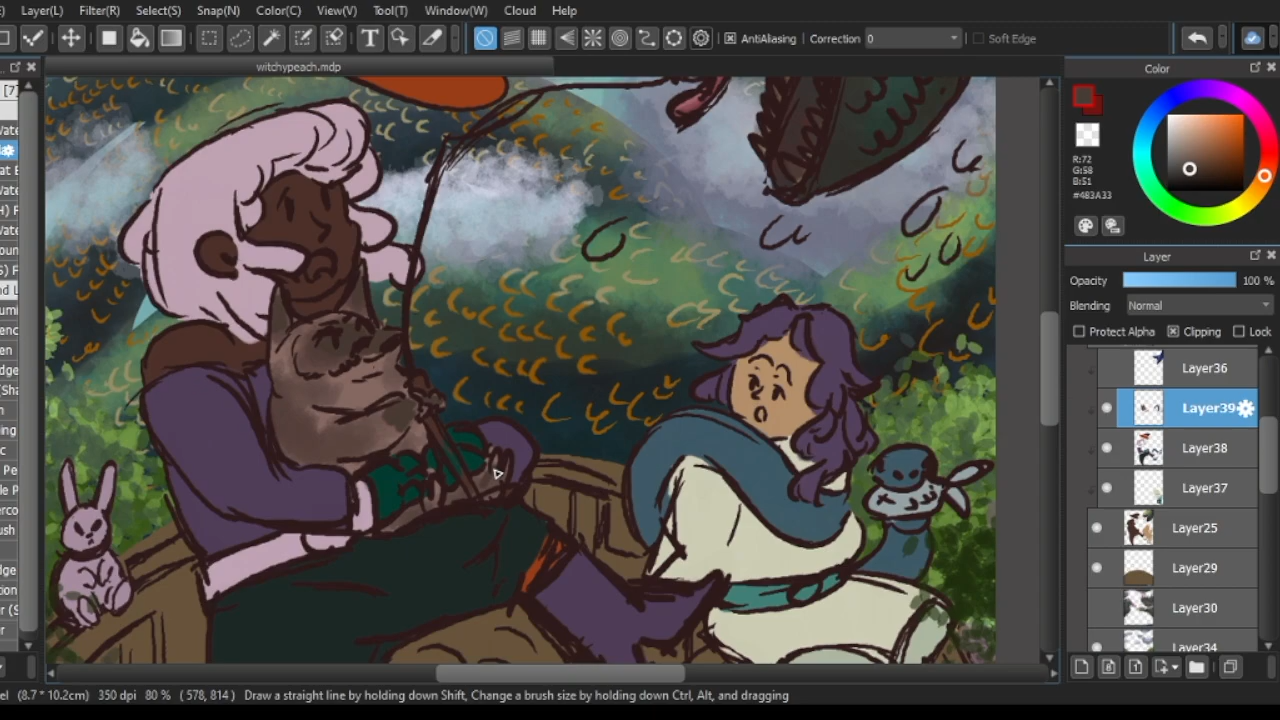 Layer(L) Filter(R) Select(S) Snap(N) Color(C) View(V) Tool(T) Window(W) Cloud Help
T AntiAliasing Correction 0 Soft Edge
witchypeach.mdp
Color
R:72
G:58
B:51
#483A33
Layer
Opacity 100 %
Blending Normal
Protect Alpha Clipping Lock
Layer36
Layer39
Layer38
Layer37
Layer25
Layer29
Layer30
Layer34
(8.7 * 10.2cm) 350 dpi 80 % ( 578, 814 ) Draw a straight line by holding down Shift, Change a brush size by holding down Ctrl, Alt, and dragging